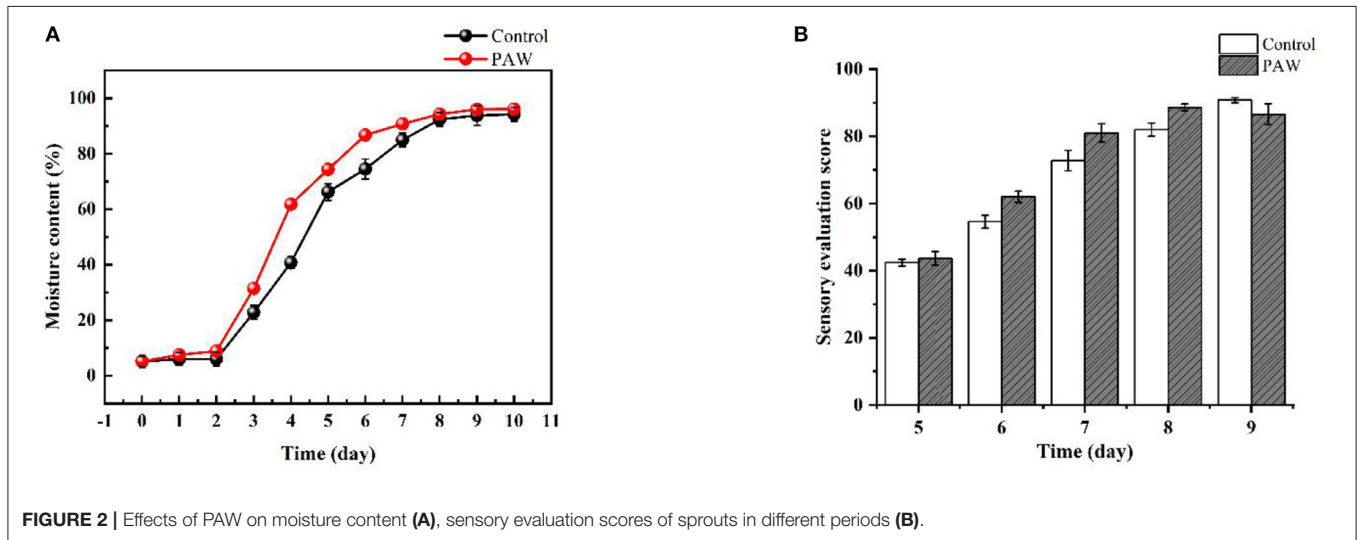 A
Control
PAW
Moisture content (%)
100
80
60
40
20
0
-1 0 1 2 3 4 5 6 7 8 9 10 11
Time (day)
B
Control
PAW
Sensory evaluation score
100
80
60
40
20
0
5 6 7 8 9
Time (day)
FIGURE 2 | Effects of PAW on moisture content (A), sensory evaluation scores of sprouts in different periods (B).